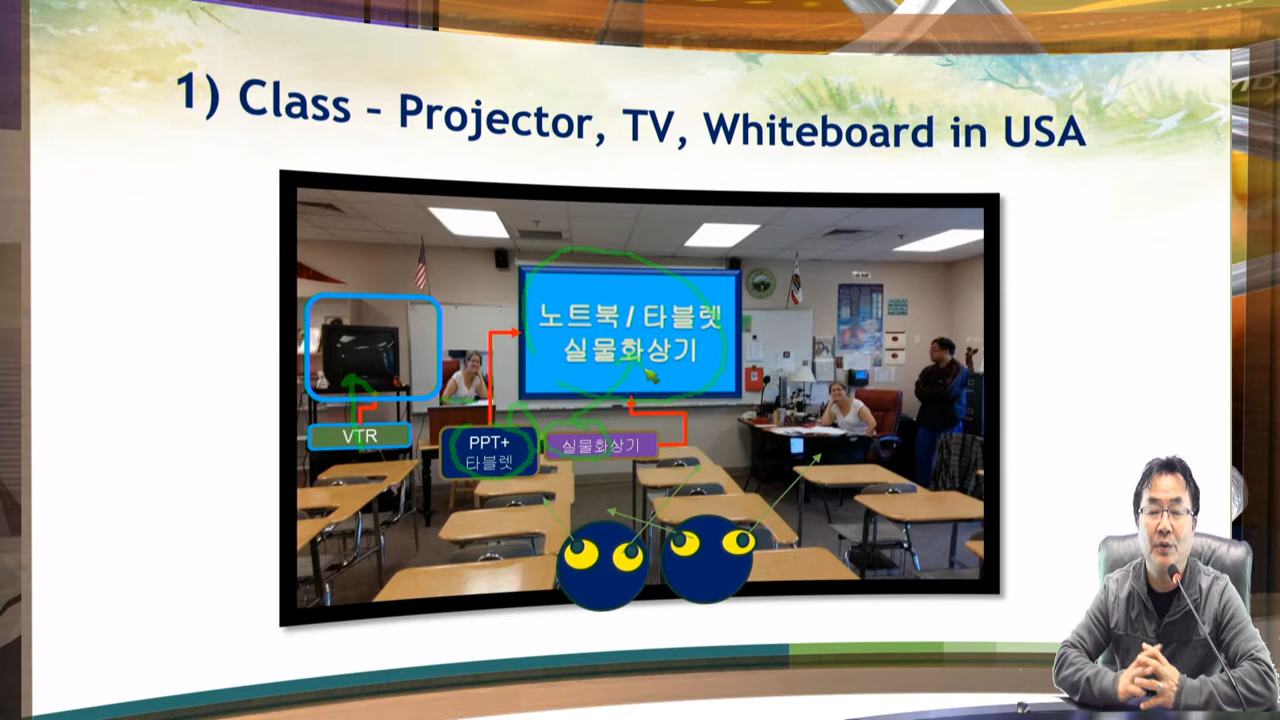 1) Class – Projector, TV, Whiteboard in USA
노트북/타블렛
실물화상기
VTR
PPT+
타블렛
실물화상기